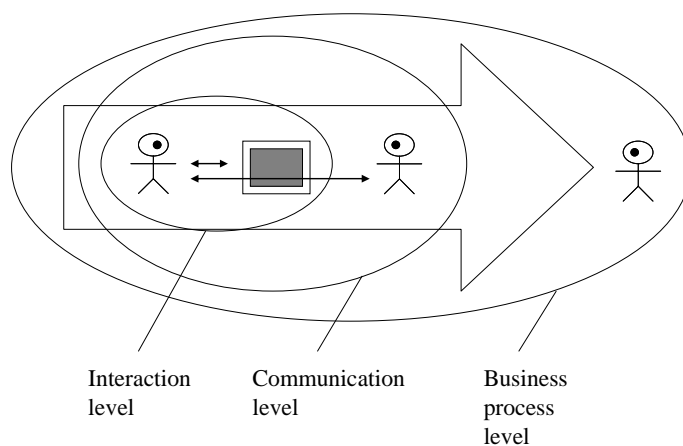 Interaction
level
Communication
level
Business
process
level